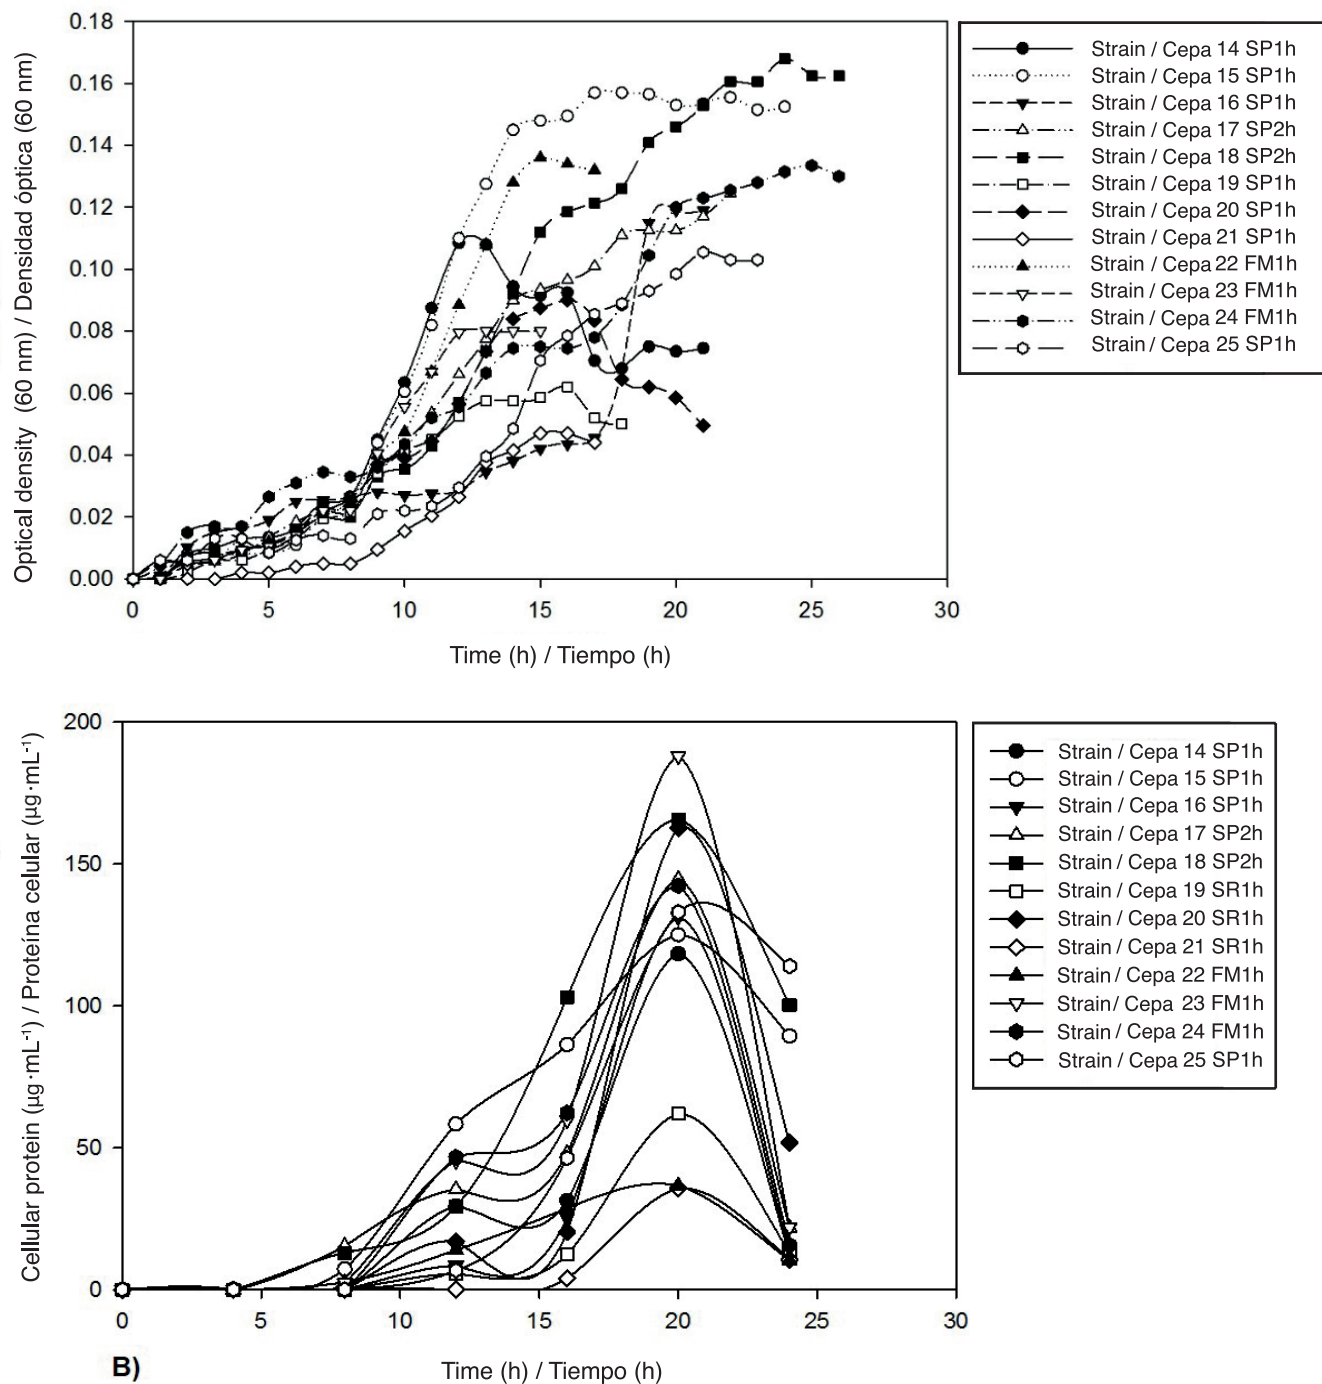 Optical density (60 nm) / Densidad óptica (60 nm)
0.18
0.16
0.14
0.12
0.10
0.08
0.06
0.04
0.02
0.00
0 5 10 15 20 25 30
Time (h) / Tiempo (h)
Strain / Cepa 14 SP1h
Strain / Cepa 15 SP1h
Strain / Cepa 16 SP1h
Strain / Cepa 17 SP2h
Strain / Cepa 18 SP2h
Strain / Cepa 19 SP1h
Strain / Cepa 20 SP1h
Strain / Cepa 21 SP1h
Strain / Cepa 22 FM1h
Strain / Cepa 23 FM1h
Strain / Cepa 24 FM1h
Strain / Cepa 25 SP1h
Cellular protein (µg·mL⁻¹) / Proteína celular (µg·mL⁻¹)
200
150
100
50
0
0 5 10 15 20 25 30
B) Time (h) / Tiempo (h)
Strain / Cepa 14 SP1h
Strain / Cepa 15 SP1h
Strain / Cepa 16 SP1h
Strain / Cepa 17 SP2h
Strain / Cepa 18 SP2h
Strain / Cepa 19 SR1h
Strain / Cepa 20 SR1h
Strain / Cepa 21 SR1h
Strain / Cepa 22 FM1h
Strain/ Cepa 23 FM1h
Strain / Cepa 24 FM1h
Strain / Cepa 25 SP1h